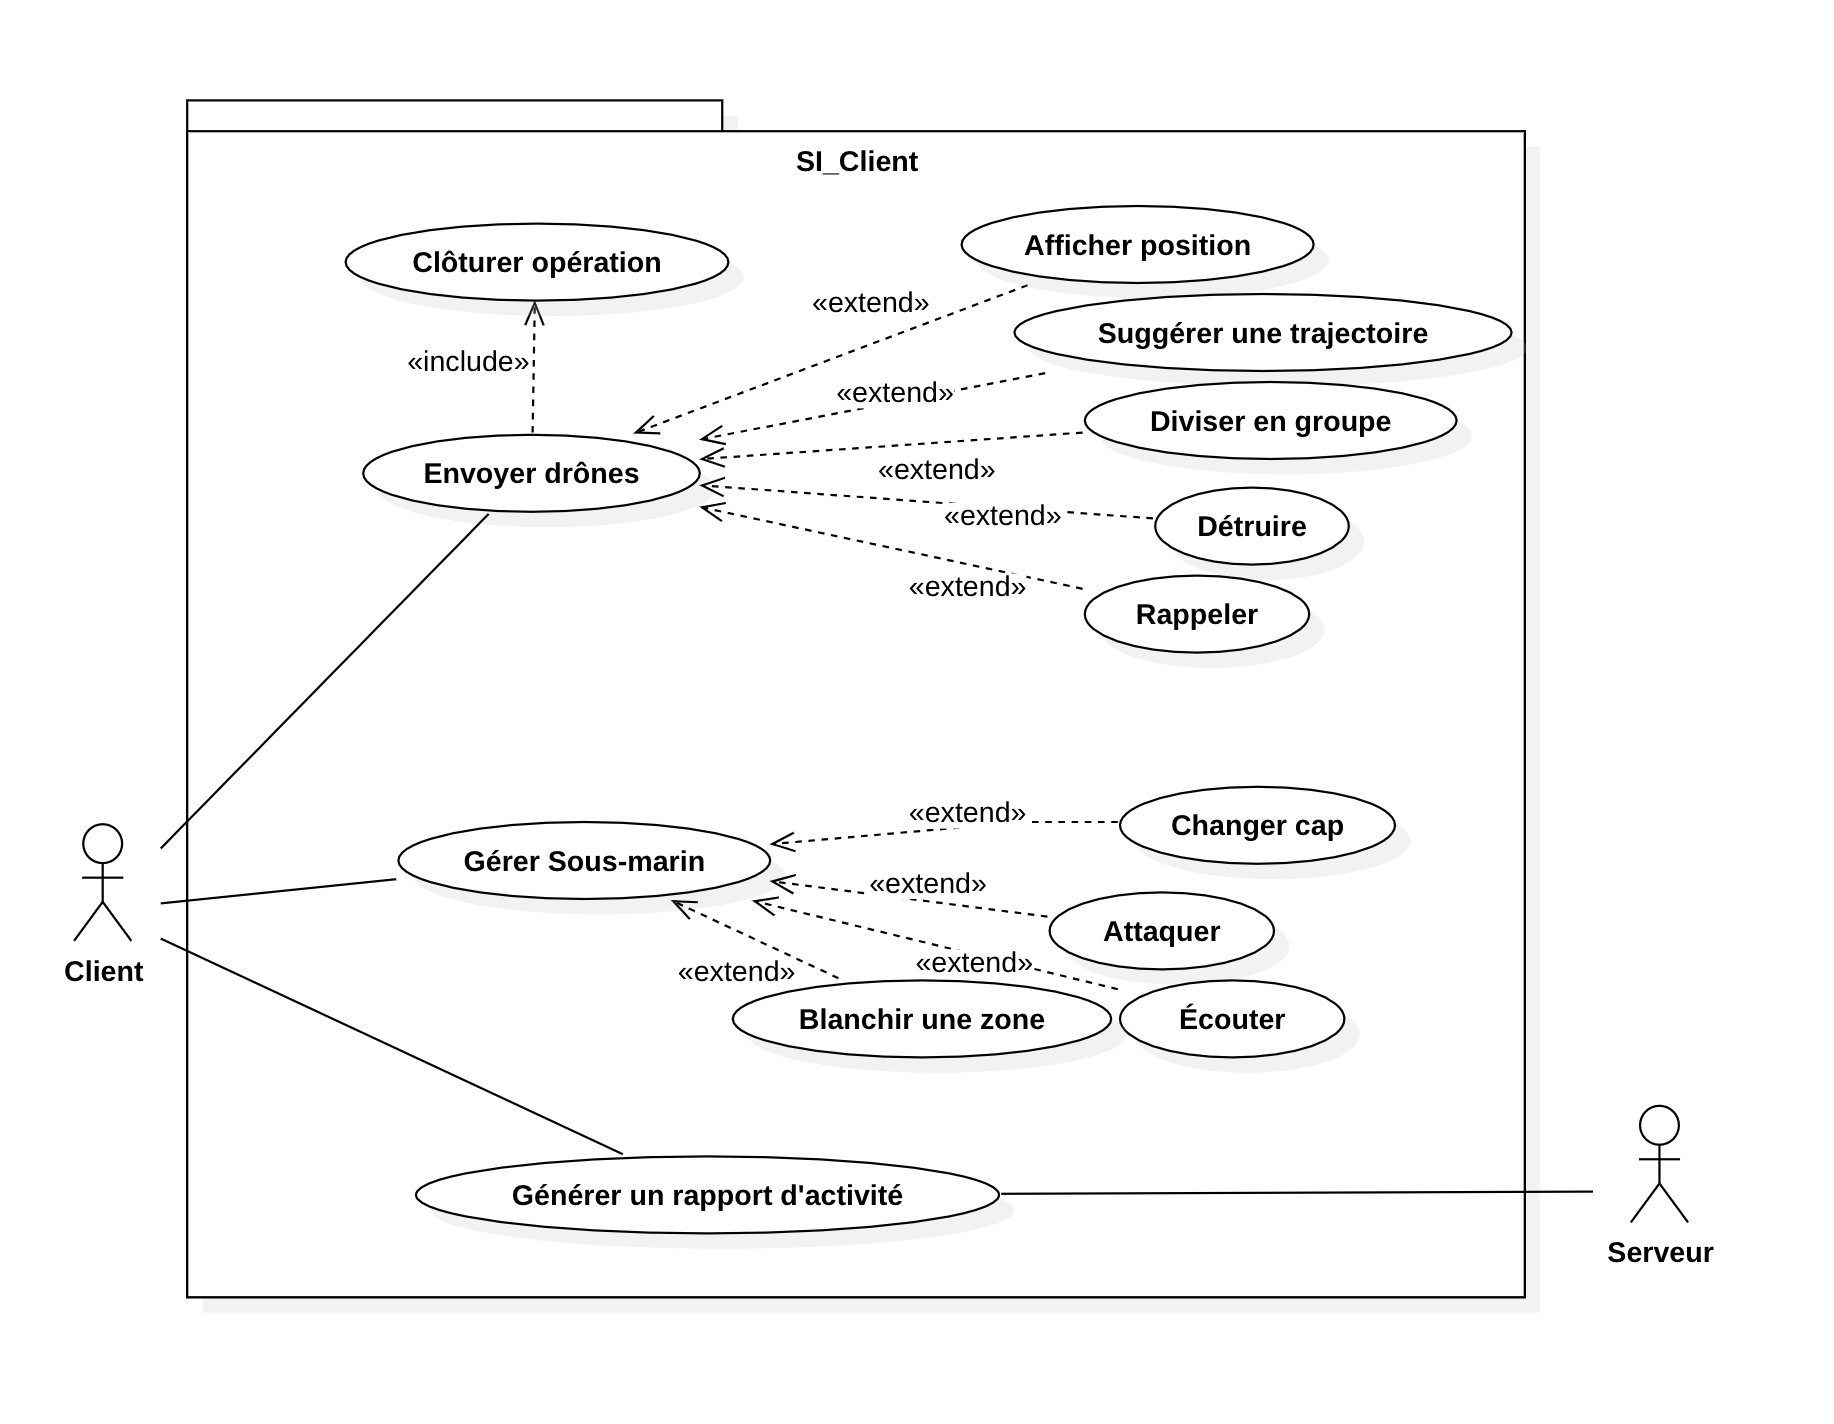 SI_Client
Clôturer opération
Afficher position
«extend»
Suggérer une trajectoire
«include»
«extend»
Diviser en groupe
Envoyer drônes
«extend»
«extend»
Détruire
«extend»
Rappeler
«extend»
Changer cap
Gérer Sous-marin
«extend»
Attaquer
«extend»
«extend»
Client
Blanchir une zone
Écouter
Générer un rapport d'activité
Serveur